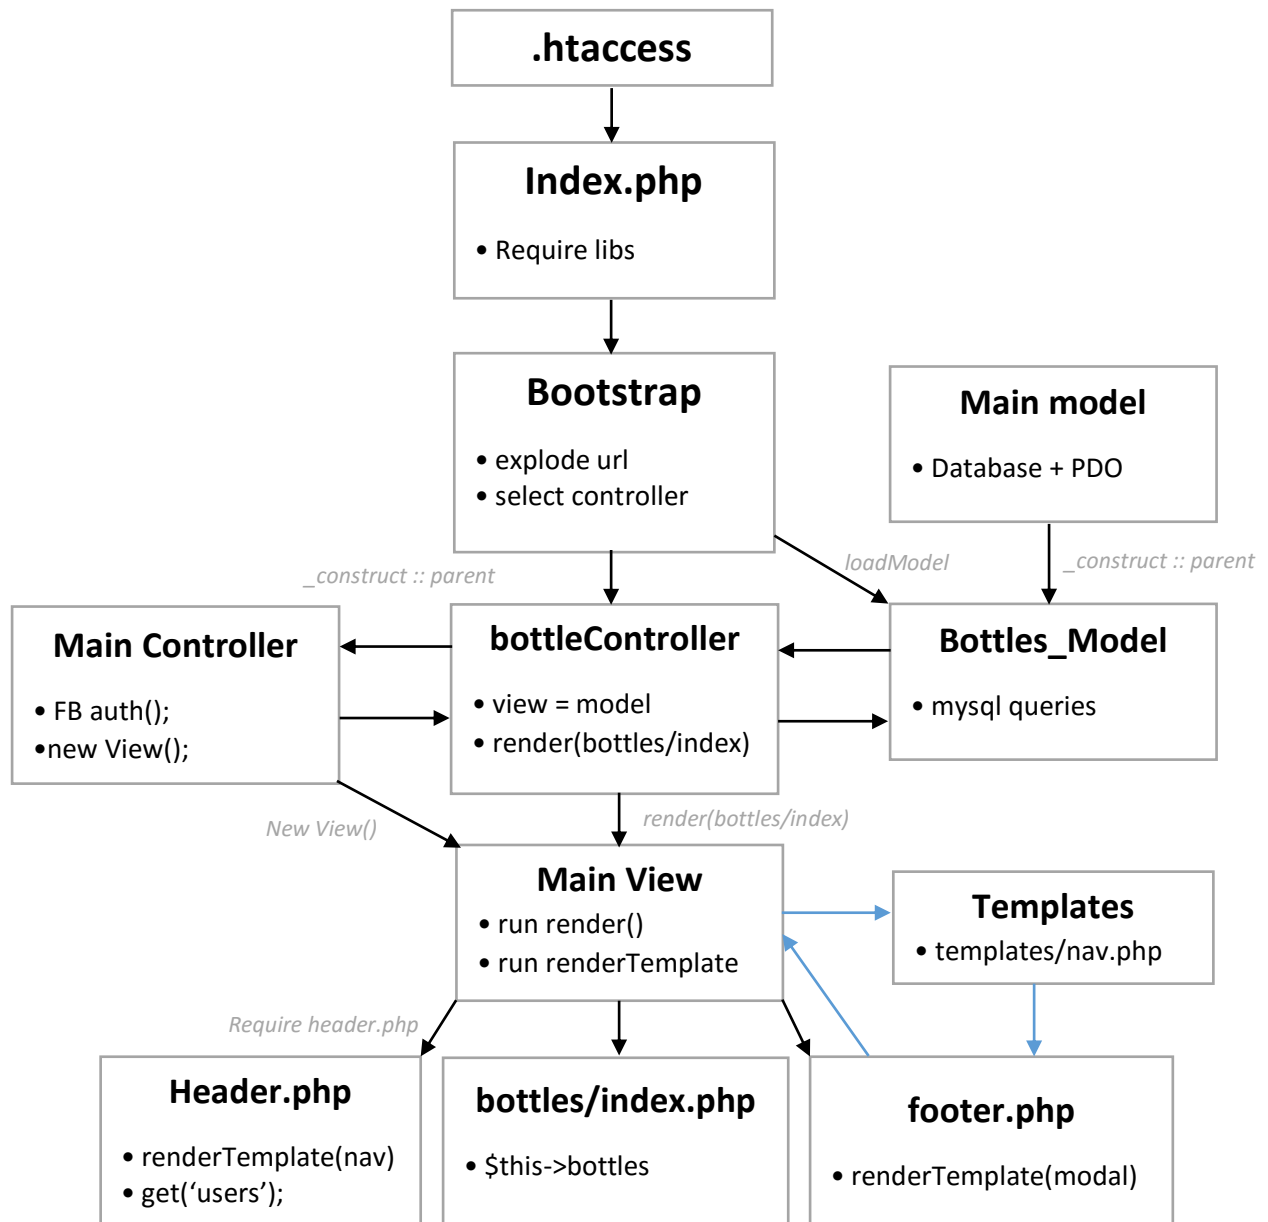 .htaccess
Index.php
• Require libs
Bootstrap
• explode url
• select controller
Main model
• Database + PDO
_construct :: parent
loadModel
_construct :: parent
Main Controller
• FB auth();
•new View();
bottleController
• view = model
• render(bottles/index)
Bottles_Model
• mysql queries
New View()
render(bottles/index)
Main View
• run render()
• run renderTemplate
Templates
• templates/nav.php
Require header.php
Header.php
• renderTemplate(nav)
• get(‘users’);
bottles/index.php
• $this->bottles
footer.php
• renderTemplate(modal)